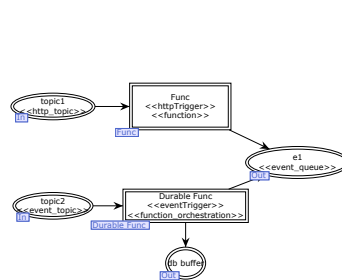 Func
<<httpTrigger>>
<<function>>
Func
topic1
<<http_topic>>
In
e1
<<event_queue>>
Out
topic2
<<event_topic>>
In
Durable Func
<<eventTrigger>>
<<function_orchestration>>
Durable Func
db buffer
Out